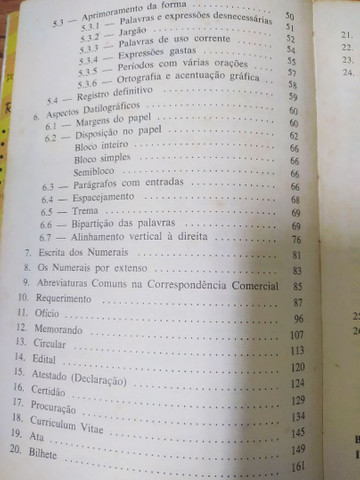 5.3 — Aprimoramento da forma
5.3.1 — Palavras e expressões desnecessárias 50
5.3.2 — Jargão 51
5.3.3 — Palavras de uso corrente 52
5.3.4 — Expressões gastas 54
5.3.5 — Períodos com várias orações 57
5.3.6 — Ortografia e acentuação gráfica 58
5.4 — Registro definitivo 59
6. Aspectos Datilográficos 60
6.1 — Margens do papel 60
6.2 — Disposição no papel 62
Bloco inteiro 66
Bloco simples 66
Semibloco 66
6.3 — Parágrafos com entradas 66
6.4 — Espacejamento 68
6.5 — Trema 69
6.6 — Bipartição das palavras 69
6.7 — Alinhamento vertical à direita 76
7. Escrita dos Numerais 81
8. Os Numerais por extenso 83
9. Abreviaturas Comuns na Correspondência Comercial 85
10. Requerimento 87
11. Ofício 96
12. Memorando 107
13. Circular 113
14. Edital 120
15. Atestado (Declaração) 124
16. Certidão 129
17. Procuração 134
18. Curriculum Vitae 145
19. Ata 149
20. Bilhete 161
21.
22.
23.
24.